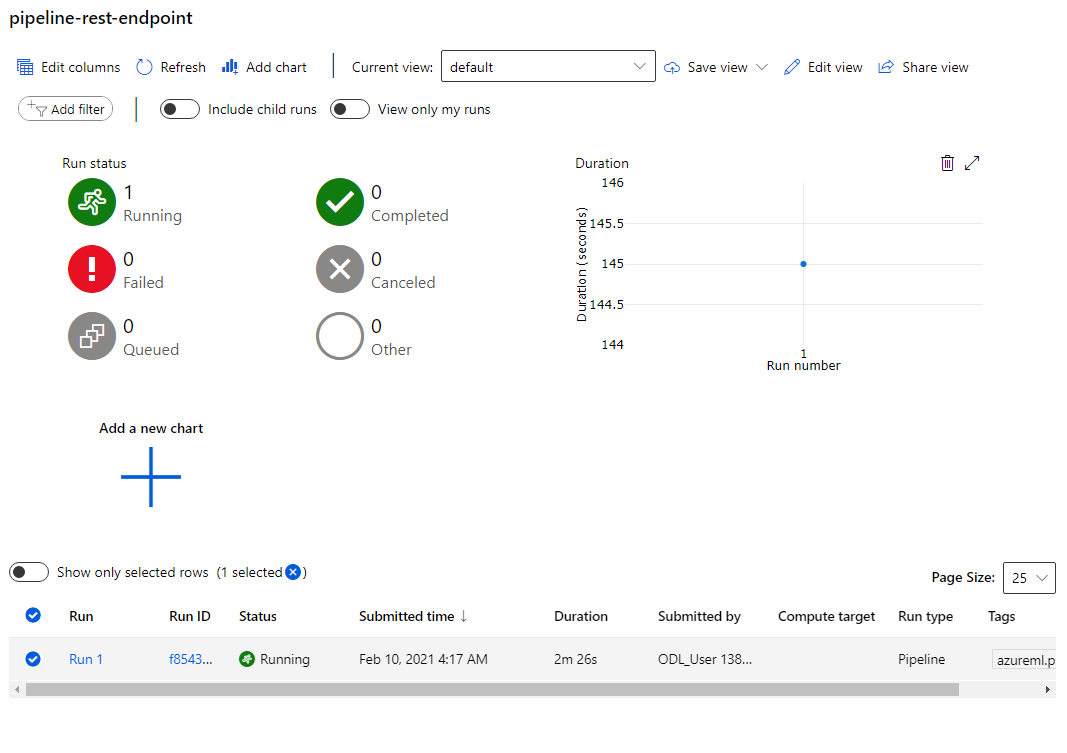 pipeline-rest-endpoint
Edit columns Refresh Add chart Current view: default Save view Edit view Share view
Add filter Include child runs View only my runs
Run status
1
Running
0
Completed
0
Failed
0
Canceled
0
Queued
0
Other
Duration
146
145.5
145
144.5
144
Duration (seconds)
1
Run number
Add a new chart
Show only selected rows (1 selected )
Page Size: 25
Run Run ID Status Submitted time ↓ Duration Submitted by Compute target Run type Tags
Run 1 f8543... Running Feb 10, 2021 4:17 AM 2m 26s ODL_User 138... Pipeline azureml.p